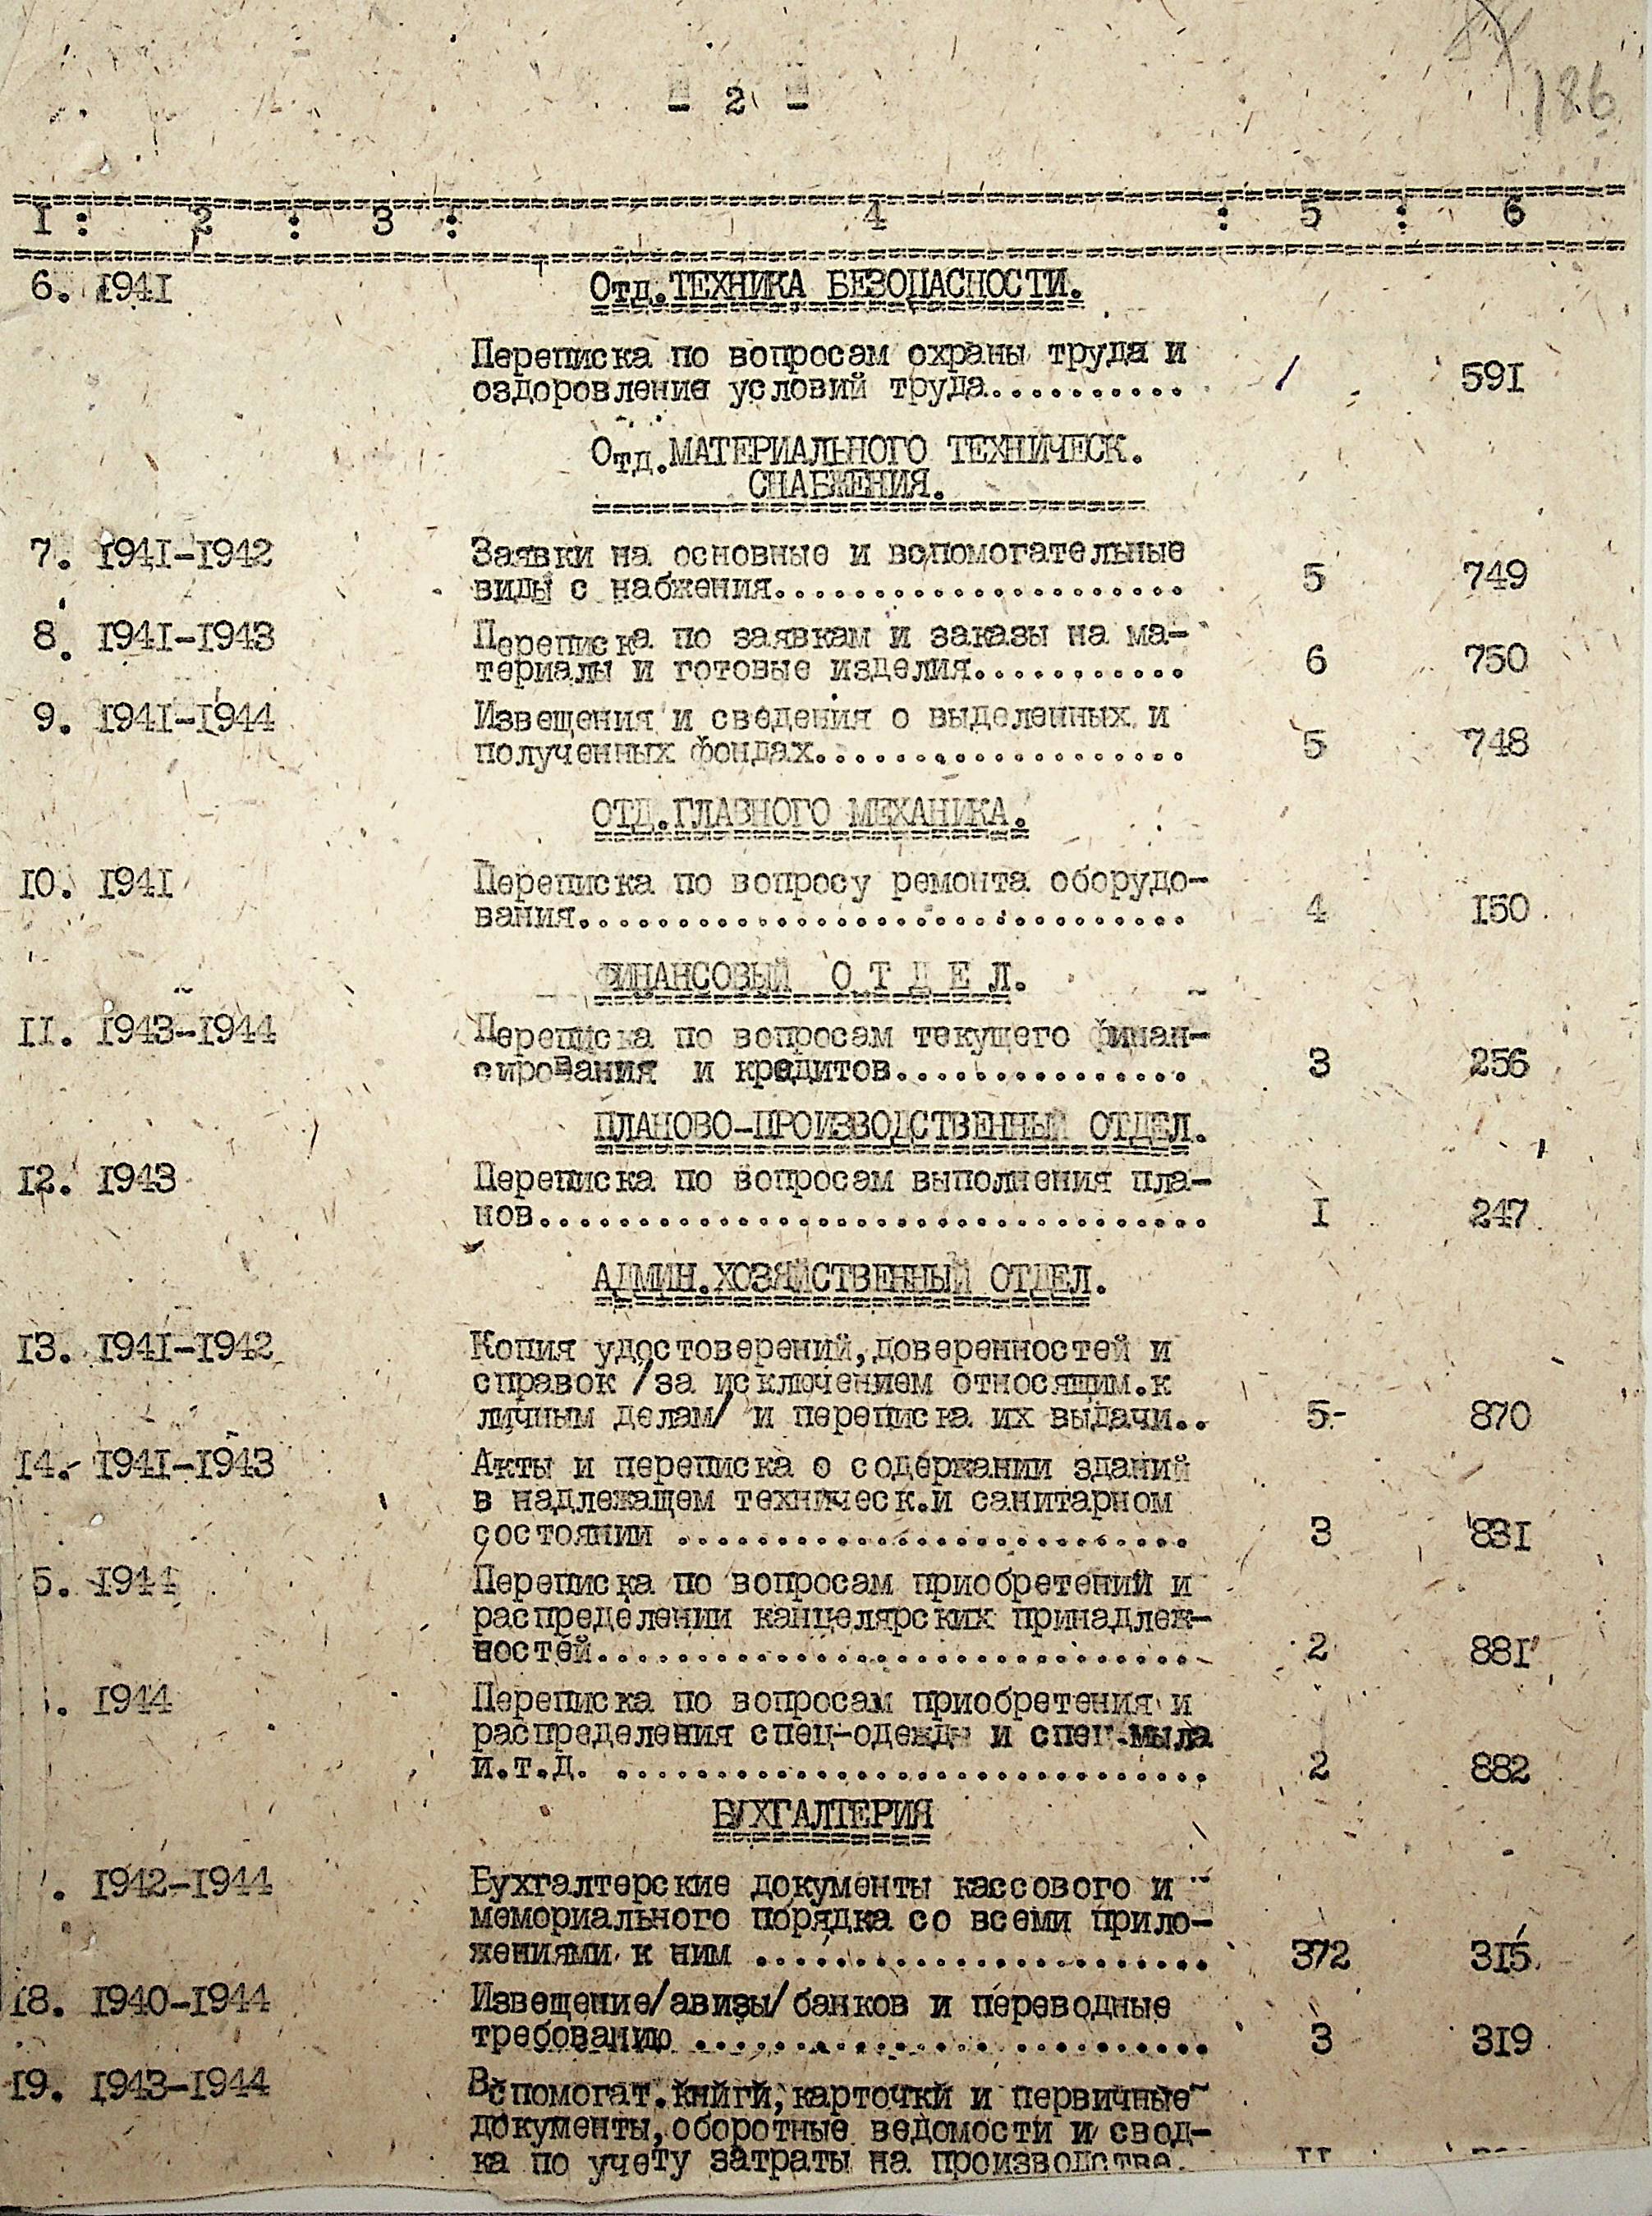 186
- 2 -
I : 2 : 3 : 4 : 5 : 6
6. 1941 Отд.ТЕХНИКА БЕЗОПАСНОСТИ.
Переписка по вопросам охраны труда и
оздоровление условий труда.......... / 591
Отд.МАТЕРИАЛЬНОГО ТЕХНИЧЕСК.
СНАБЖЕНИЯ.
7. 1941-1942 Заявки на основные и вспомогательные
виды с набжения..................... 5 749
8. 1941-1943 Переписка по заявкам и заказы на ма-
териалы и готовые изделия........... 6 750
9. 1941-1944 Извещения и сведения о выделенных и
полученных фондах................... 5 748
ОТД.ГЛАВНОГО МЕХАНИКА.
10. 1941 Переписка по вопросу ремонта оборудо-
вания............................... 4 150
ФИНАНСОВЫЙ О Т Д Е Л.
11. 1943-1944 Переписка по вопросам текущего финан-
сирования и кредитов............... 3 256
ПЛАНОВО-ПРОИЗВОДСТВЕННЫЙ ОТДЕЛ.
12. 1943 Переписка по вопросам выполнения пла-
нов.................................. I 247
АДМИН.ХОЗЯЙСТВЕННЫЙ ОТДЕЛ.
13. 1941-1942 Копия удостоверений,доверенностей и
справок /за исключением относящим.к
личным делам/ и переписка их выдачи.. 5- 870
14.- 1941-1943 Акты и переписка о содержании зданий
в надлежащем техническ.и санитарном
состоянии .......................... 3 831
5. 1944 Переписка по вопросам приобретений и
распределении канцелярских принадлеж-
ностей.............................. 2 881
. 1944 Переписка по вопросам приобретения и
распределения спец-одежды и спец.мыла
и.т.д. .............................. 2 882
БУХГАЛТЕРИЯ
. 1942-1944 Бухгалтерские документы кассового и
мемориального порядка со всеми прило-
жениями к ним ....................... 372 315
18. 1940-1944 Извещение/авизы/банков и переводные
требованию .......................... 3 319
19. 1943-1944 Вспомогат.книги,карточки и первичные
документы,оборотные ведомости и свод-
ка по учету затраты на производстве.